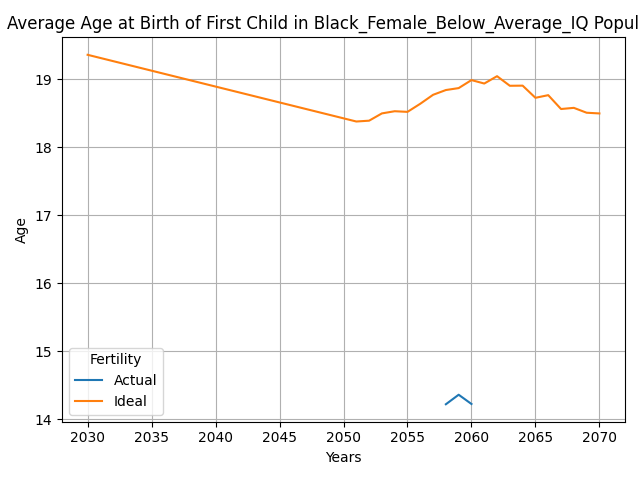 Average Age at Birth of First Child in Black_Female_Below_Average_IQ Popul
Age
19
18
17
16
15
14
Fertility
Actual
Ideal
2030 2035 2040 2045 2050 2055 2060 2065 2070
Years